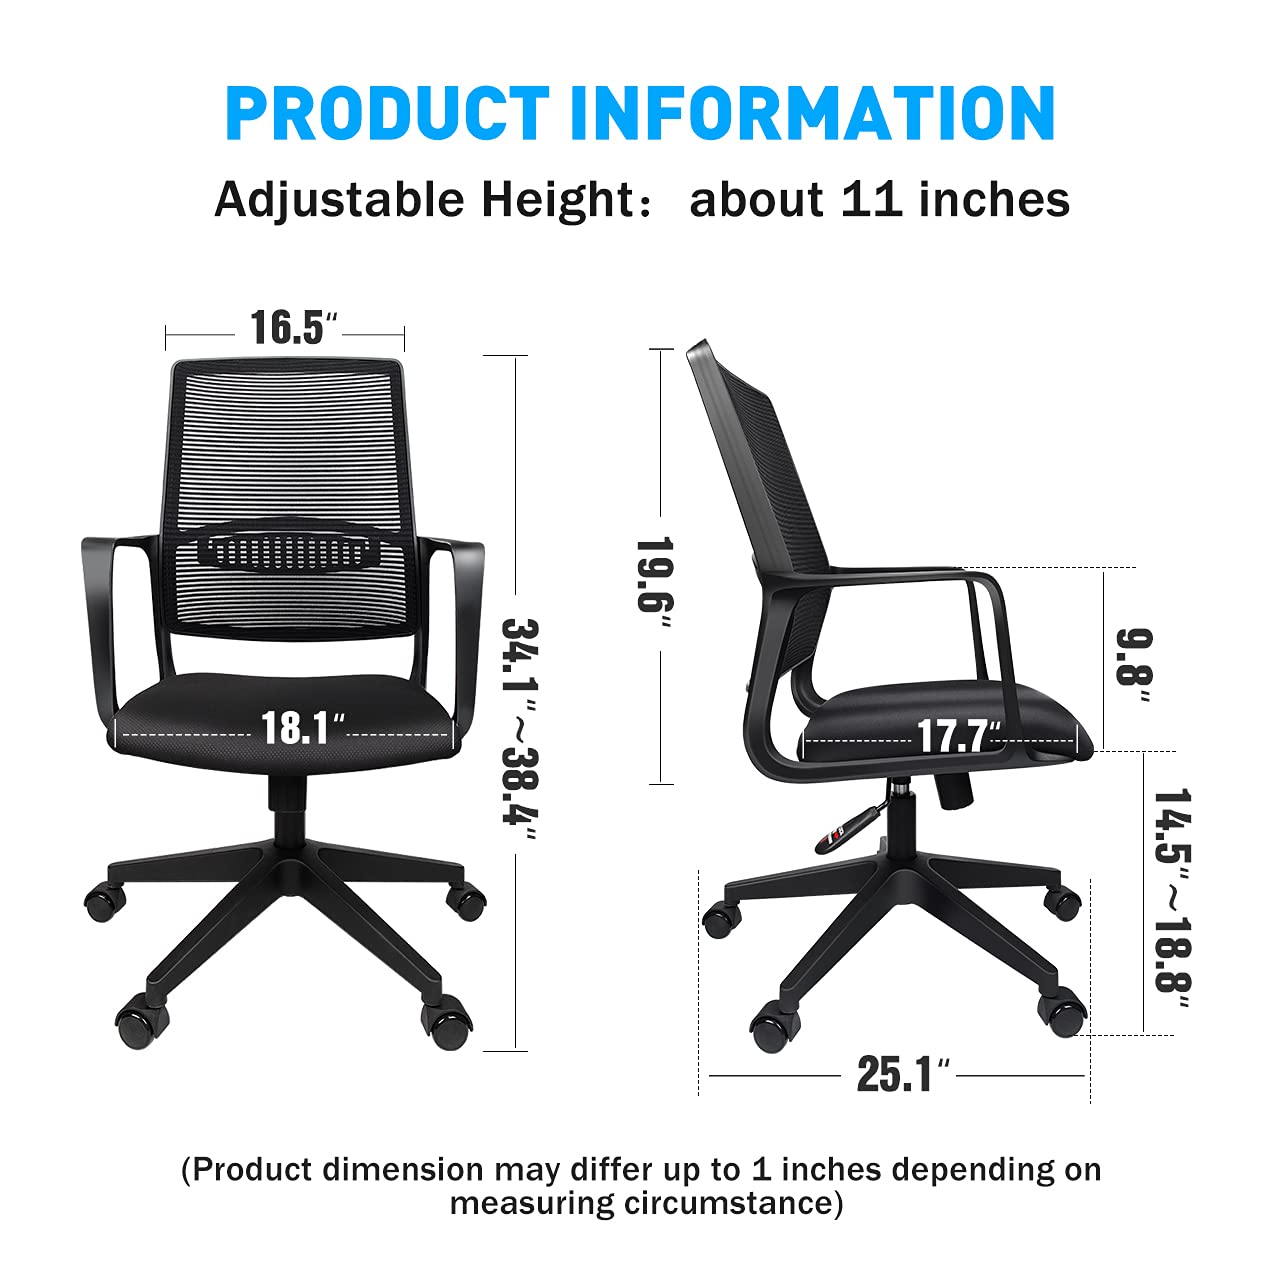 PRODUCT INFORMATION
Adjustable Height： about 11 inches
16.5“
34.1“~38.4“
18.1“
19.6“
9.8“
17.7“
14.5“~18.8“
25.1“
(Product dimension may differ up to 1 inches depending on
measuring circumstance)